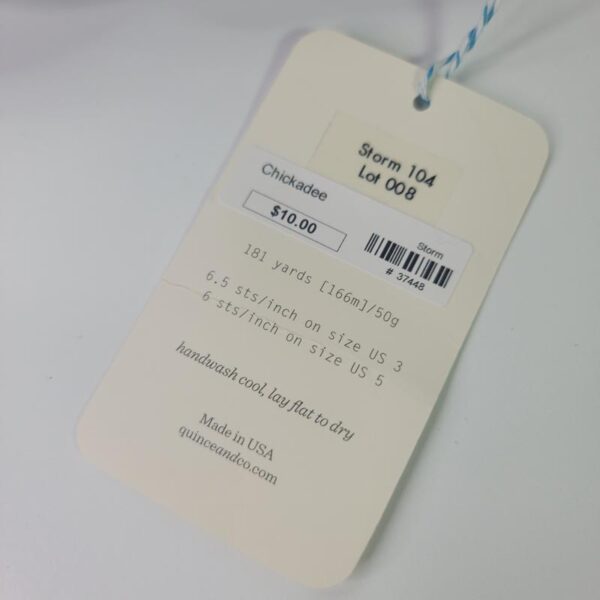 Storm 104
Lot 008
Chickadee
$10.00
Storm
# 37448
181 yards [166m]/50g
6.5 sts/inch on size US 3
6 sts/inch on size US 5
handwash cool, lay flat to dry
Made in USA
quinceandco.com